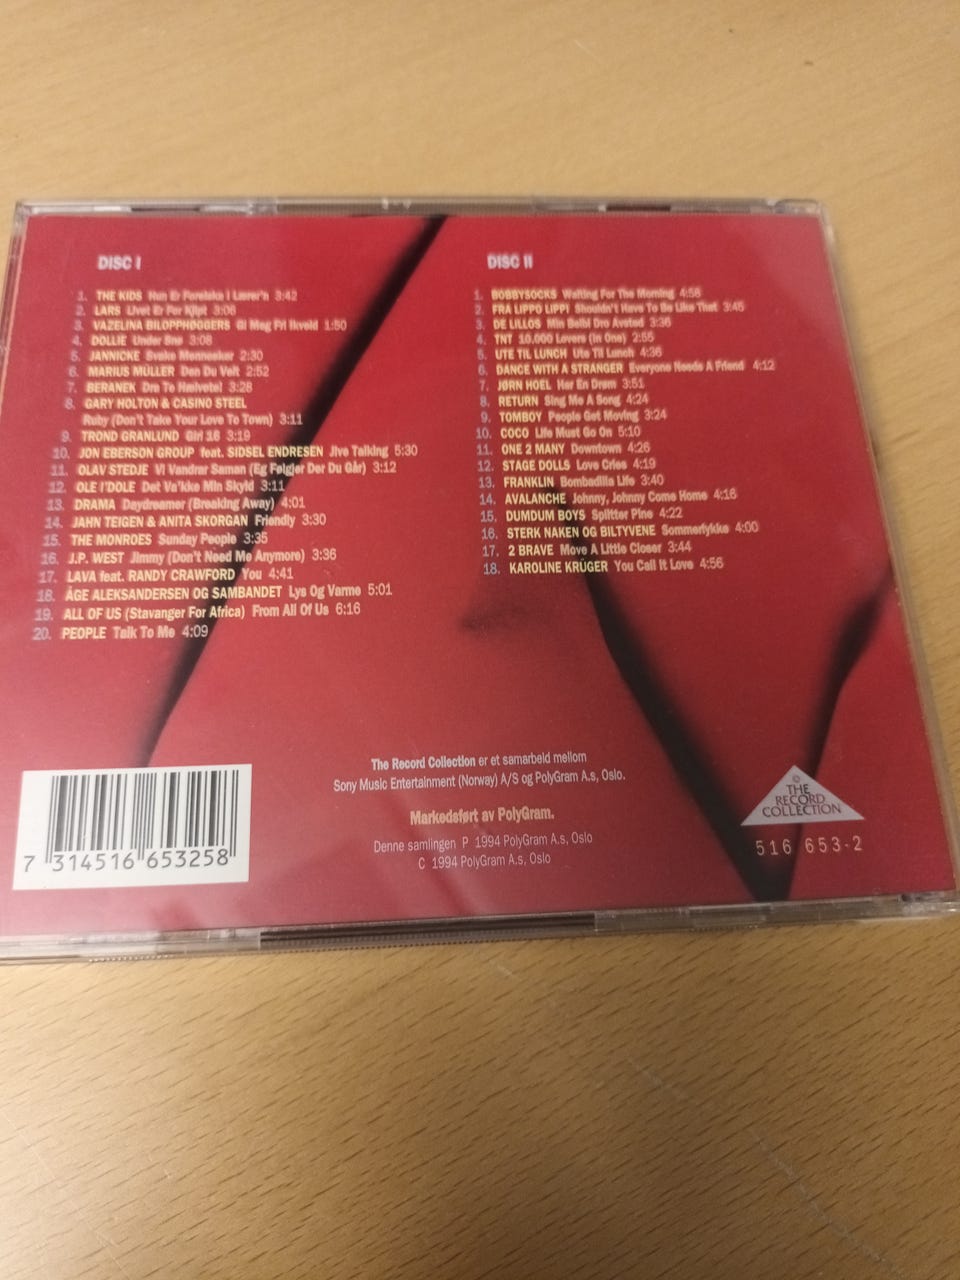 DISC I
1. THE KIDS Hun Er Forelska I Lærer'n 3:42
2. LARS Livet Er For Kjipt 3:06
3. VAZELINA BILOPPHØGGERS Gi Meg Fri Ikveld 1:50
4. DOLLIE Under Snø 3:08
5. JANNICKE Svake Mennesker 2:30
6. MARIUS MÜLLER Den Du Veit 2:52
7. BERANEK Dra Te Hælvete! 3:28
8. GARY HOLTON & CASINO STEEL
Ruby (Don't Take Your Love To Town) 3:11
9. TROND GRANLUND Girl 16 3:19
10. JON EBERSON GROUP feat. SIDSEL ENDRESEN Jive Talking 5:30
11. OLAV STEDJE Vi Vandrar Saman (Eg Følgjer Der Du Går) 3:12
12. OLE I'DOLE Det Va'kke Min Skyld 3:11
13. DRAMA Daydreamer (Breaking Away) 4:01
14. JAHN TEIGEN & ANITA SKORGAN Friendly 3:30
15. THE MONROES Sunday People 3:35
16. J.P. WEST Jimmy (Don't Need Me Anymore) 3:36
17. LAVA feat. RANDY CRAWFORD You 4:41
18. ÅGE ALEKSANDERSEN OG SAMBANDET Lys Og Varme 5:01
19. ALL OF US (Stavanger For Africa) From All Of Us 6:16
20. PEOPLE Talk To Me 4:09
DISC II
1. BOBBYSOCKS Waiting For The Morning 4:58
2. FRA LIPPO LIPPI Shouldn't Have To Be Like That 3:45
3. DE LILLOS Min Beibi Dro Avsted 3:36
4. TNT 10.000 Lovers (In One) 2:55
5. UTE TIL LUNCH Ute Til Lunch 4:36
6. DANCE WITH A STRANGER Everyone Needs A Friend 4:12
7. JØRN HOEL Har En Drøm 3:51
8. RETURN Sing Me A Song 4:24
9. TOMBOY People Get Moving 3:24
10. COCO Life Must Go On 5:10
11. ONE 2 MANY Downtown 4:26
12. STAGE DOLLS Love Cries 4:19
13. FRANKLIN Bombadilla Life 3:40
14. AVALANCHE Johnny, Johnny Come Home 4:16
15. DUMDUM BOYS Splitter Pine 4:22
16. STERK NAKEN OG BILTYVENE Sommerlykke 4:00
17. 2 BRAVE Move A Little Closer 3:44
18. KAROLINE KRÜGER You Call It Love 4:56
The Record Collection er et samarbeid mellom
Sony Music Entertainment (Norway) A/S og PolyGram A.s, Oslo.
Markedsført av PolyGram.
Denne samlingen P 1994 PolyGram A.s, Oslo
C 1994 PolyGram A.s, Oslo
7 314516 653258
THE
RECORD
COLLECTION
516 653-2